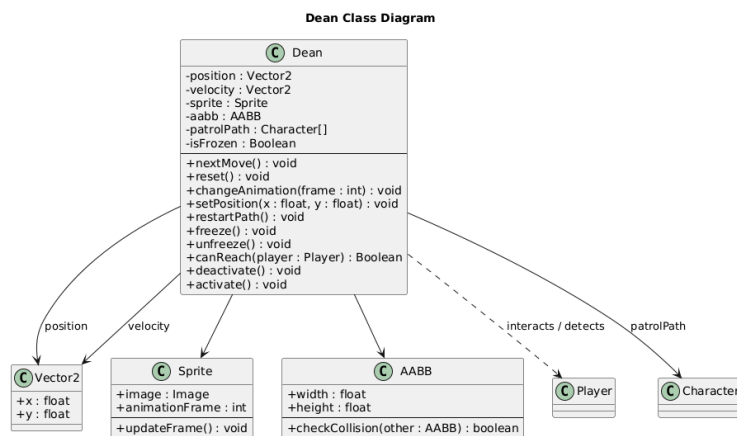 Dean Class Diagram
C Dean
-position : Vector2
-velocity : Vector2
-sprite : Sprite
-aabb : AABB
-patrolPath : Character[]
-isFrozen : Boolean
+nextMove() : void
+reset() : void
+changeAnimation(frame : int) : void
+setPosition(x : float, y : float) : void
+restartPath() : void
+freeze() : void
+unfreeze() : void
+canReach(player : Player) : Boolean
+deactivate() : void
+activate() : void
position
velocity
interacts / detects
patrolPath
C Vector2
+x : float
+y : float
C Sprite
+image : Image
+animationFrame : int
+updateFrame() : void
C AABB
+width : float
+height : float
+checkCollision(other : AABB) : boolean
C Player
C Character